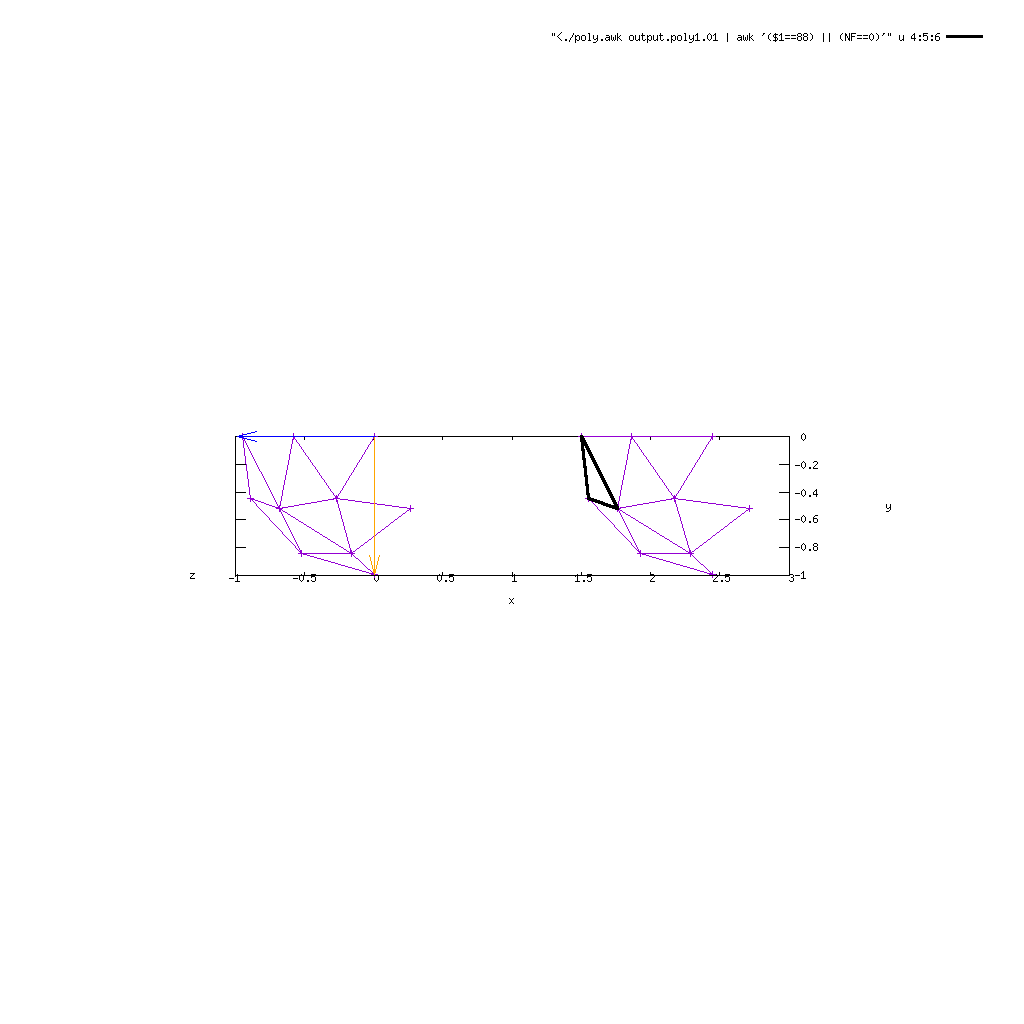 "<./poly.awk output.poly1.01 | awk '($1==88) || (NF==0)'" u 4:5:6
0
-0.2
-0.4
y
-0.6
-0.8
z -1 -0.5 0 0.5 1 1.5 2 2.5 3 -1
x